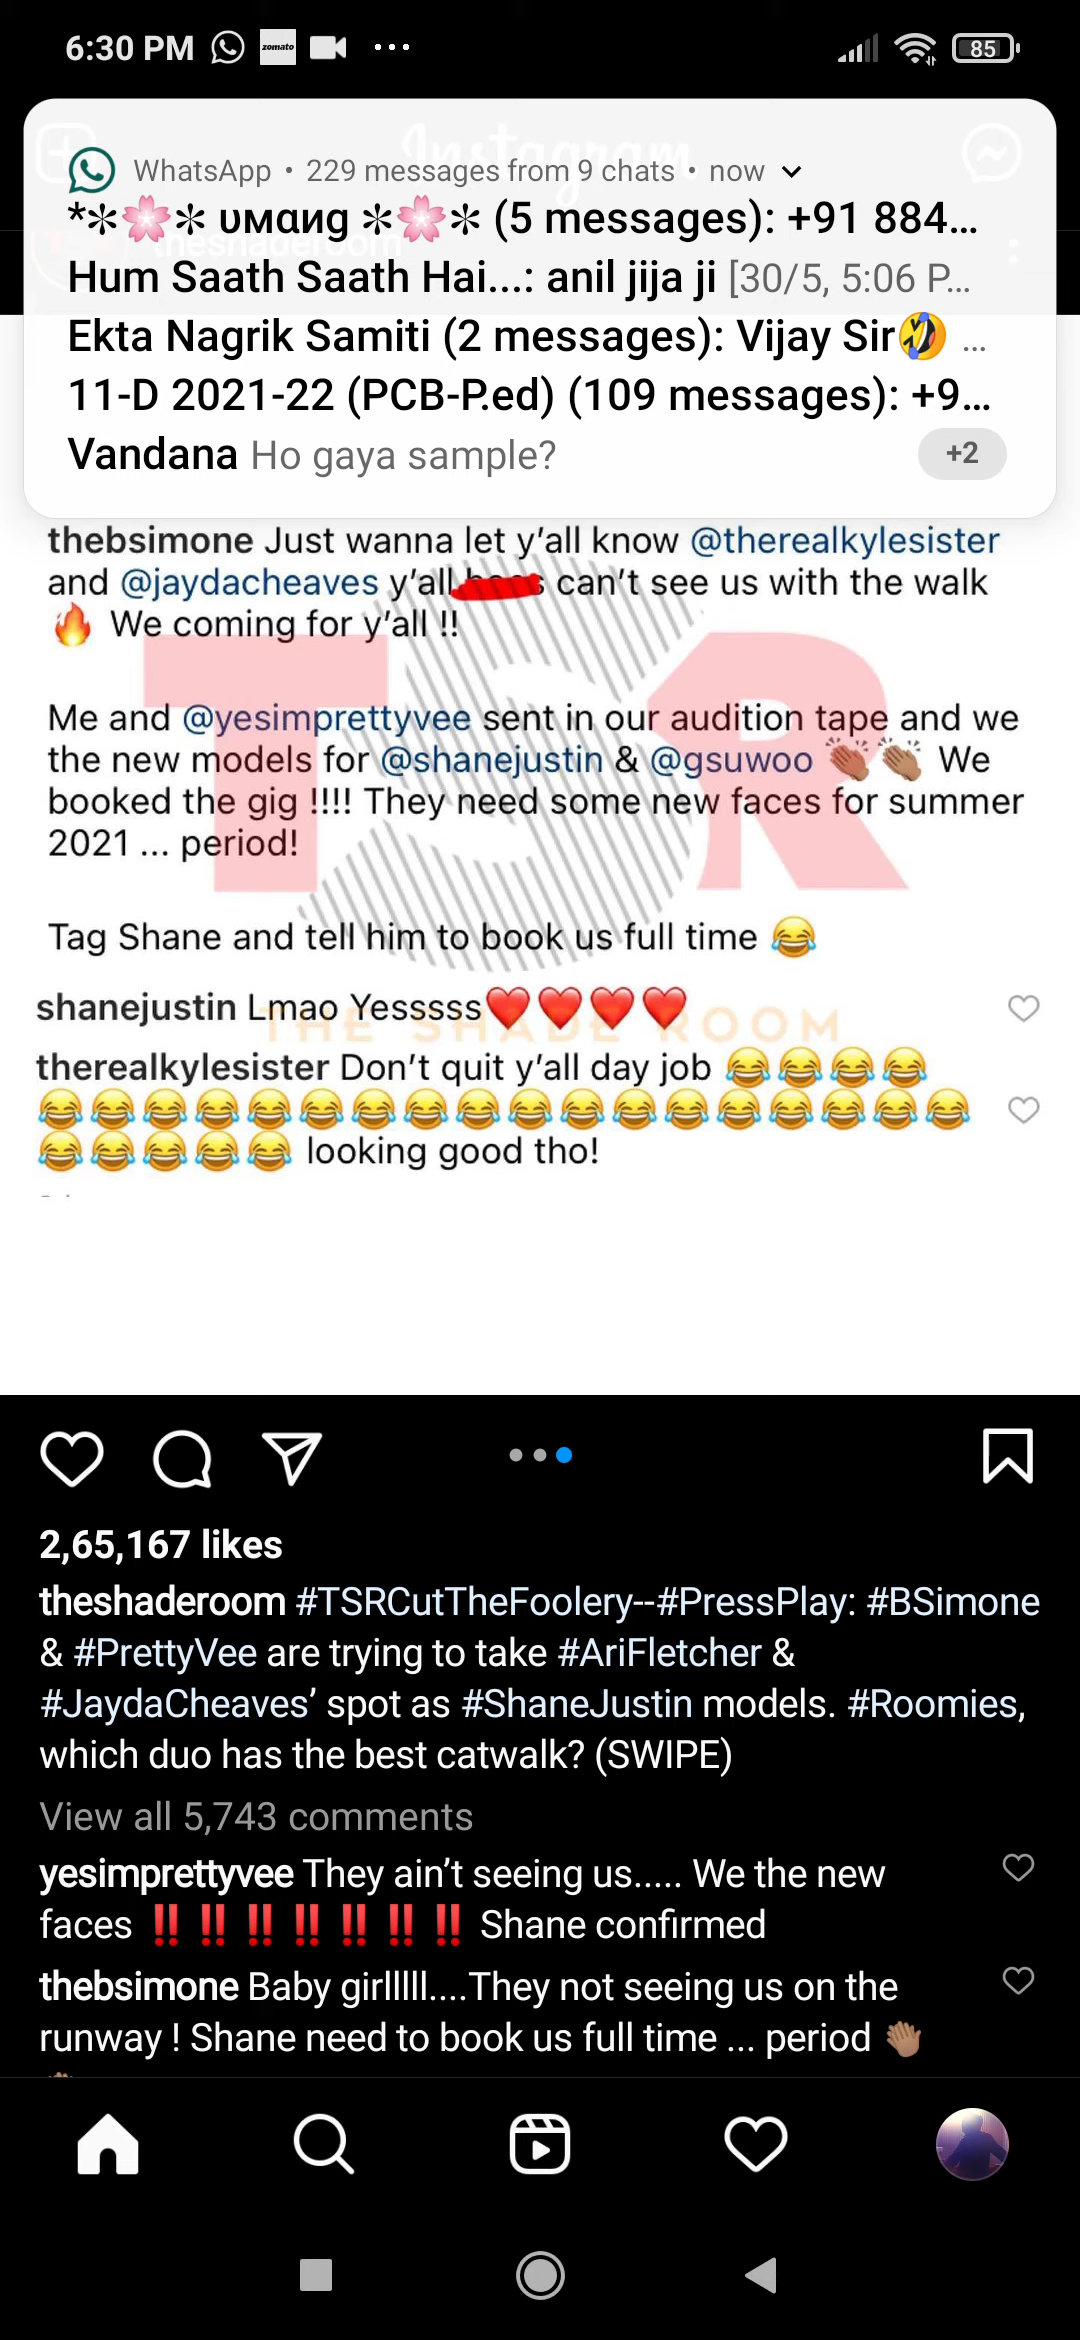 6:30 PM zomato 85
Instagram
WhatsApp • 229 messages from 9 chats • now
theshaderoom
*✻🌸✻ υмαиg ✻🌸✻ (5 messages): +91 884...
Hum Saath Saath Hai...: anil jija ji [30/5, 5:06 P...
Ekta Nagrik Samiti (2 messages): Vijay Sir🤣 ...
11-D 2021-22 (PCB-P.ed) (109 messages): +9...
Vandana Ho gaya sample? +2
thebsimone Just wanna let y'all know @therealkylesister
and @jaydacheaves y'all can't see us with the walk
🔥 We coming for y'all !!
TSR
Me and @yesimprettyvee sent in our audition tape and we
the new models for @shanejustin & @gsuwoo 👏🏽👏🏽 We
booked the gig !!!! They need some new faces for summer
2021 ... period!
Tag Shane and tell him to book us full time 😂
shanejustin Lmao Yesssss❤️❤️❤️❤️
THE SHADE ROOM
therealkylesister Don't quit y'all day job 😂😂😂😂
😂😂😂😂😂😂😂😂😂😂😂😂😂😂😂😂😂😂
😂😂😂😂😂 looking good tho!
2,65,167 likes
theshaderoom #TSRCutTheFoolery--#PressPlay: #BSimone
& #PrettyVee are trying to take #AriFletcher &
#JaydaCheaves' spot as #ShaneJustin models. #Roomies,
which duo has the best catwalk? (SWIPE)
View all 5,743 comments
yesimprettyvee They ain't seeing us..... We the new
faces ‼️‼️‼️‼️‼️‼️‼️ Shane confirmed
thebsimone Baby girlllll....They not seeing us on the
runway ! Shane need to book us full time ... period 👏🏽